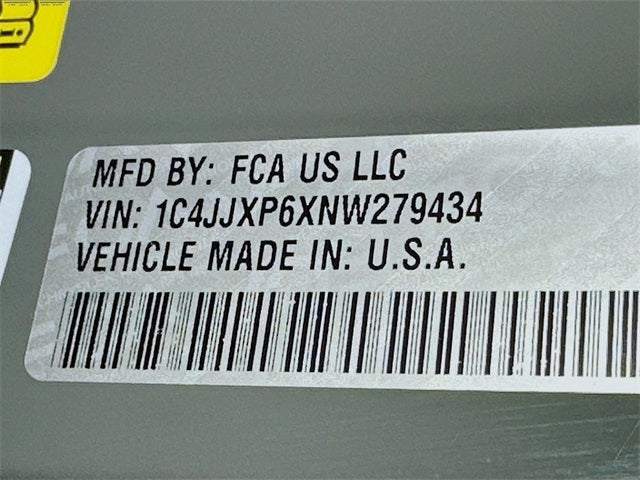 MFD BY: FCA US LLC
VIN: 1C4JJXP6XNW279434
VEHICLE MADE IN: U.S.A.